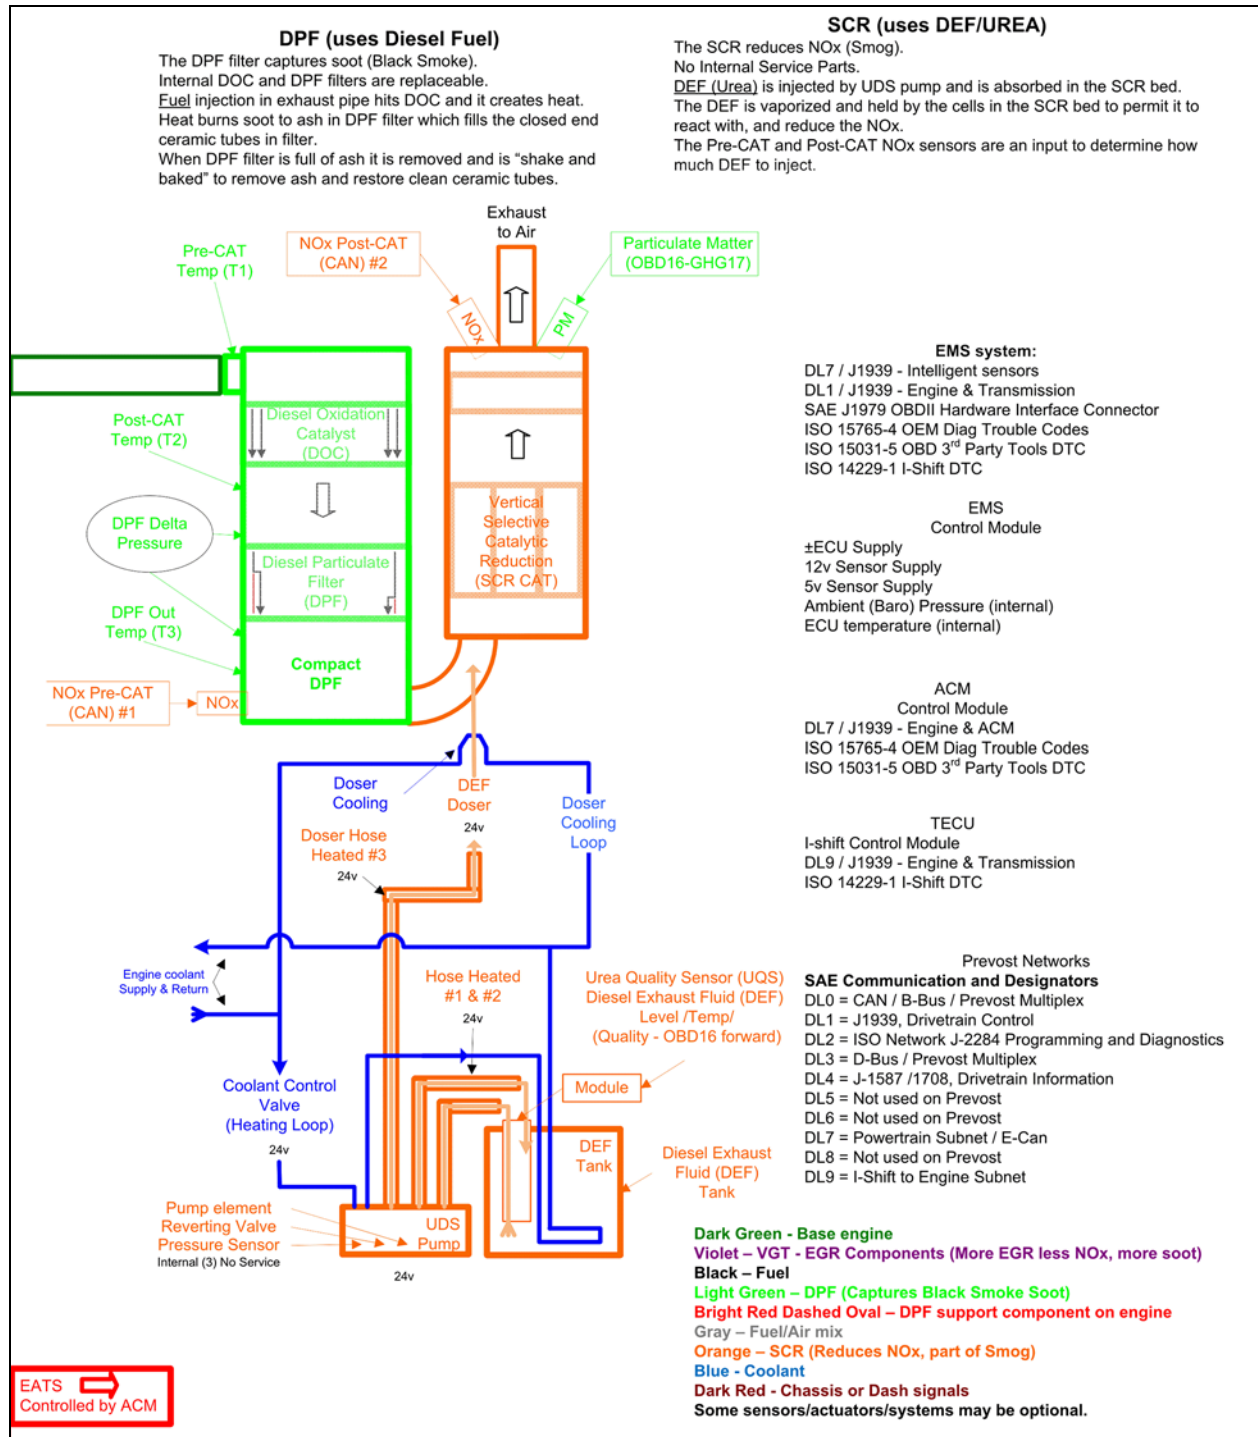 DPF (uses Diesel Fuel)
The DPF filter captures soot (Black Smoke).
Internal DOC and DPF filters are replaceable.
Fuel injection in exhaust pipe hits DOC and it creates heat.
Heat burns soot to ash in DPF filter which fills the closed end
ceramic tubes in filter.
When DPF filter is full of ash it is removed and is “shake and
baked” to remove ash and restore clean ceramic tubes.
SCR (uses DEF/UREA)
The SCR reduces NOx (Smog).
No Internal Service Parts.
DEF (Urea) is injected by UDS pump and is absorbed in the SCR bed.
The DEF is vaporized and held by the cells in the SCR bed to permit it to
react with, and reduce the NOx.
The Pre-CAT and Post-CAT NOx sensors are an input to determine how
much DEF to inject.
Exhaust
to Air
Pre-CAT
Temp (T1)
NOx Post-CAT
(CAN) #2
Particulate Matter
(OBD16-GHG17)
NOx
PM
Diesel Oxidation
Catalyst
(DOC)
Post-CAT
Temp (T2)
DPF Delta
Pressure
Diesel Particulate
Filter
(DPF)
DPF Out
Temp (T3)
Compact
DPF
NOx Pre-CAT
(CAN) #1
NOx
Vertical
Selective
Catalytic
Reduction
(SCR CAT)
Doser
Cooling
DEF
Doser
24v
Doser
Cooling
Loop
Doser Hose
Heated #3
24v
Engine coolant
Supply & Return
Hose Heated
#1 & #2
24v
Urea Quality Sensor (UQS)
Diesel Exhaust Fluid (DEF)
Level /Temp/
(Quality - OBD16 forward)
Module
Coolant Control
Valve
(Heating Loop)
24v
DEF
Tank
Diesel Exhaust
Fluid (DEF)
Tank
Pump element
Reverting Valve
Pressure Sensor
Internal (3) No Service
UDS
Pump
24v
EMS system:
DL7 / J1939 - Intelligent sensors
DL1 / J1939 - Engine & Transmission
SAE J1979 OBDII Hardware Interface Connector
ISO 15765-4 OEM Diag Trouble Codes
ISO 15031-5 OBD 3rd Party Tools DTC
ISO 14229-1 I-Shift DTC
EMS
Control Module
±ECU Supply
12v Sensor Supply
5v Sensor Supply
Ambient (Baro) Pressure (internal)
ECU temperature (internal)
ACM
Control Module
DL7 / J1939 - Engine & ACM
ISO 15765-4 OEM Diag Trouble Codes
ISO 15031-5 OBD 3rd Party Tools DTC
TECU
I-shift Control Module
DL9 / J1939 - Engine & Transmission
ISO 14229-1 I-Shift DTC
Prevost Networks
SAE Communication and Designators
DL0 = CAN / B-Bus / Prevost Multiplex
DL1 = J1939, Drivetrain Control
DL2 = ISO Network J-2284 Programming and Diagnostics
DL3 = D-Bus / Prevost Multiplex
DL4 = J-1587 /1708, Drivetrain Information
DL5 = Not used on Prevost
DL6 = Not used on Prevost
DL7 = Powertrain Subnet / E-Can
DL8 = Not used on Prevost
DL9 = I-Shift to Engine Subnet
Dark Green - Base engine
Violet – VGT - EGR Components (More EGR less NOx, more soot)
Black – Fuel
Light Green – DPF (Captures Black Smoke Soot)
Bright Red Dashed Oval – DPF support component on engine
Gray – Fuel/Air mix
Orange – SCR (Reduces NOx, part of Smog)
Blue - Coolant
Dark Red - Chassis or Dash signals
Some sensors/actuators/systems may be optional.
EATS
Controlled by ACM